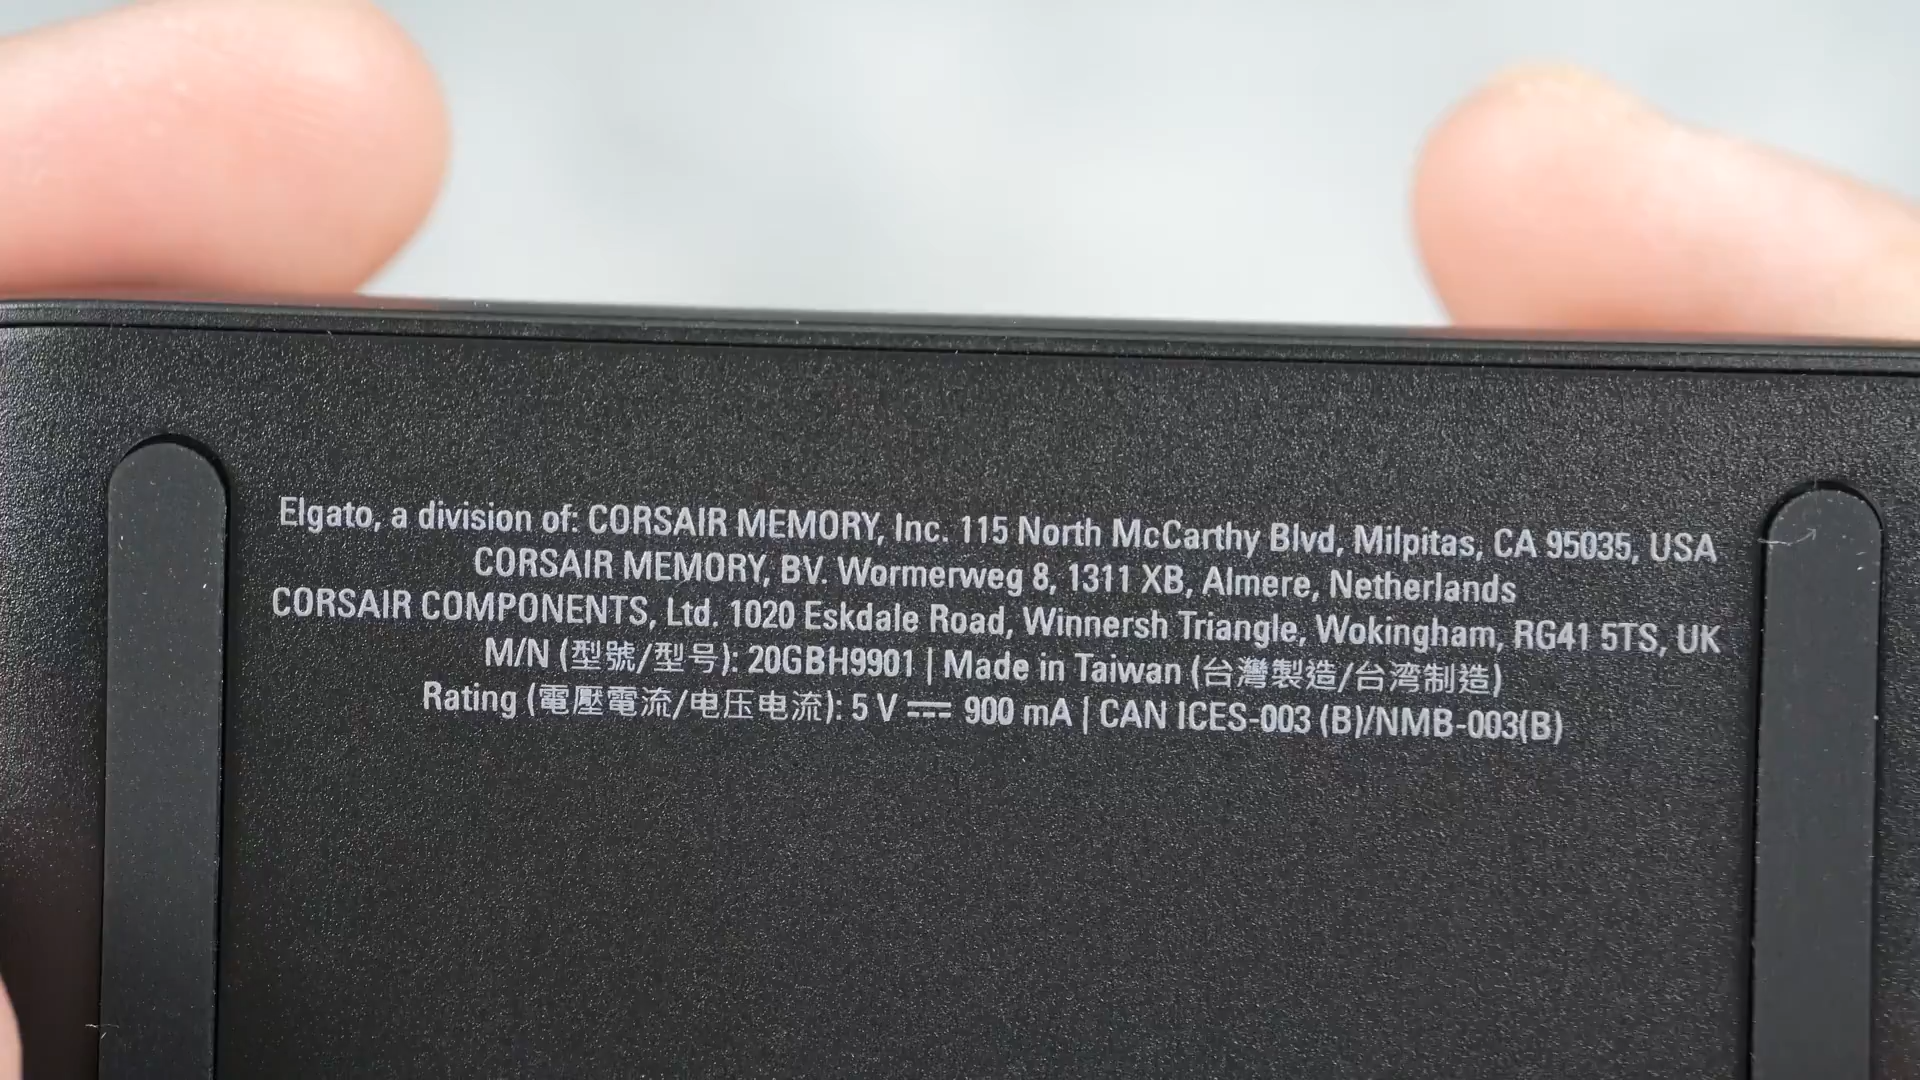 Elgato, a division of: CORSAIR MEMORY, Inc. 115 North McCarthy Blvd, Milpitas, CA 95035, USA
CORSAIR MEMORY, BV. Wormerweg 8, 1311 XB, Almere, Netherlands
CORSAIR COMPONENTS, Ltd. 1020 Eskdale Road, Winnersh Triangle, Wokingham, RG41 5TS, UK
M/N (型號/型号): 20GBH9901 | Made in Taiwan (台灣製造/台湾制造)
Rating (電壓電流/电压电流): 5 V ⎓ 900 mA | CAN ICES-003 (B)/NMB-003(B)